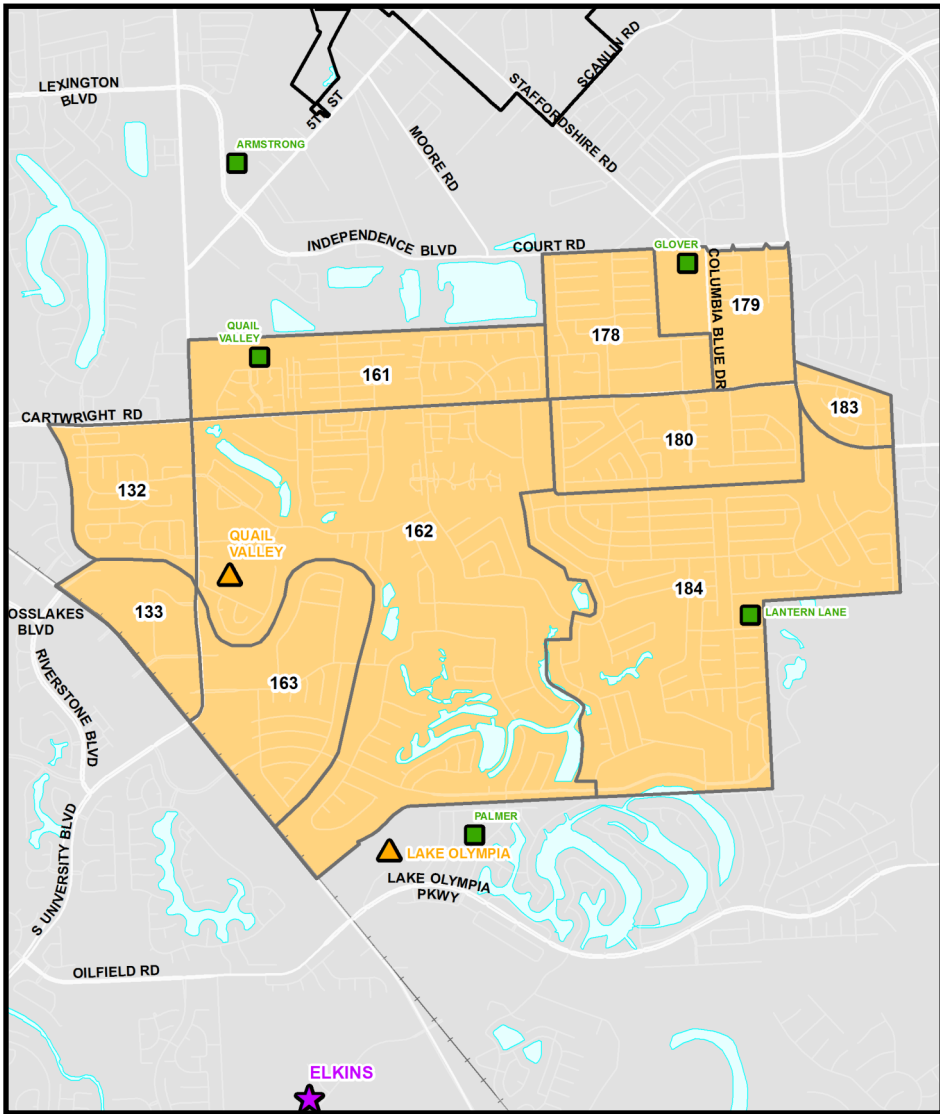 LEXINGTON
BLVD
5TH ST
SCANLIN RD
STAFFORDSHIRE RD
ARMSTRONG
MOORE RD
INDEPENDENCE BLVD
COURT RD
GLOVER
COLUMBIA BLUE DR
179
178
QUAIL
VALLEY
161
183
CARTWRIGHT RD
180
132
162
QUAIL
VALLEY
184
133
LANTERN LANE
OSSLAKES
BLVD
163
RIVERSTONE BLVD
PALMER
LAKE OLYMPIA
LAKE OLYMPIA
PKWY
S UNIVERSITY BLVD
OILFIELD RD
ELKINS